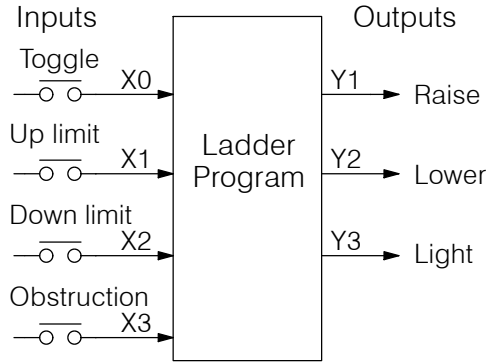 Inputs
Outputs
Toggle
X0
Y1
Raise
Up limit
X1
Ladder
Program
Y2
Lower
Down limit
X2
Y3
Light
Obstruction
X3